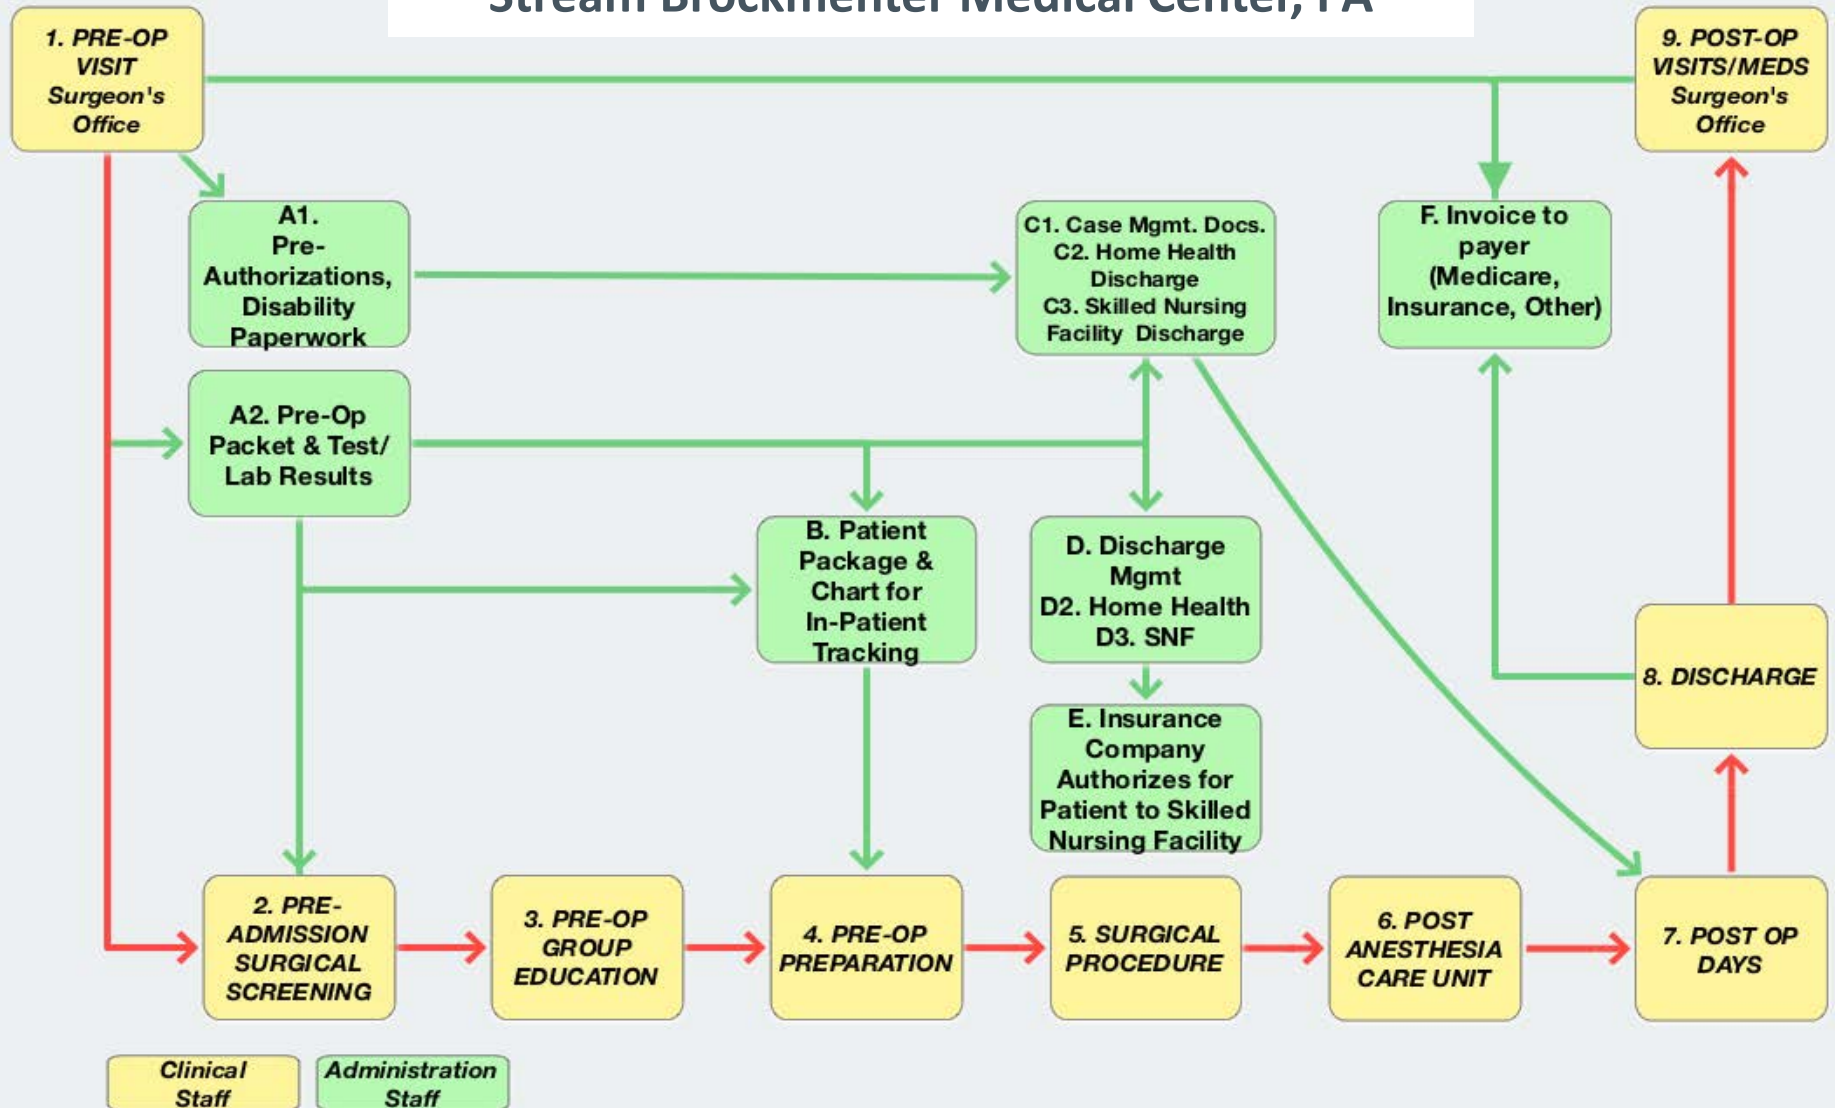 Stream Brockmenter Medical Center, PA
1. PRE-OP
VISIT
Surgeon's
Office
9. POST-OP
VISITS/MEDS
Surgeon's
Office
A1.
Pre-
Authorizations,
Disability
Paperwork
C1. Case Mgmt. Docs.
C2. Home Health
Discharge
C3. Skilled Nursing
Facility Discharge
F. Invoice to
payer
(Medicare,
Insurance, Other)
A2. Pre-Op
Packet & Test/
Lab Results
B. Patient
Package &
Chart for
In-Patient
Tracking
D. Discharge
Mgmt
D2. Home Health
D3. SNF
8. DISCHARGE
E. Insurance
Company
Authorizes for
Patient to Skilled
Nursing Facility
2. PRE-
ADMISSION
SURGICAL
SCREENING
3. PRE-OP
GROUP
EDUCATION
4. PRE-OP
PREPARATION
5. SURGICAL
PROCEDURE
6. POST
ANESTHESIA
CARE UNIT
7. POST OP
DAYS
Clinical
Staff
Administration
Staff